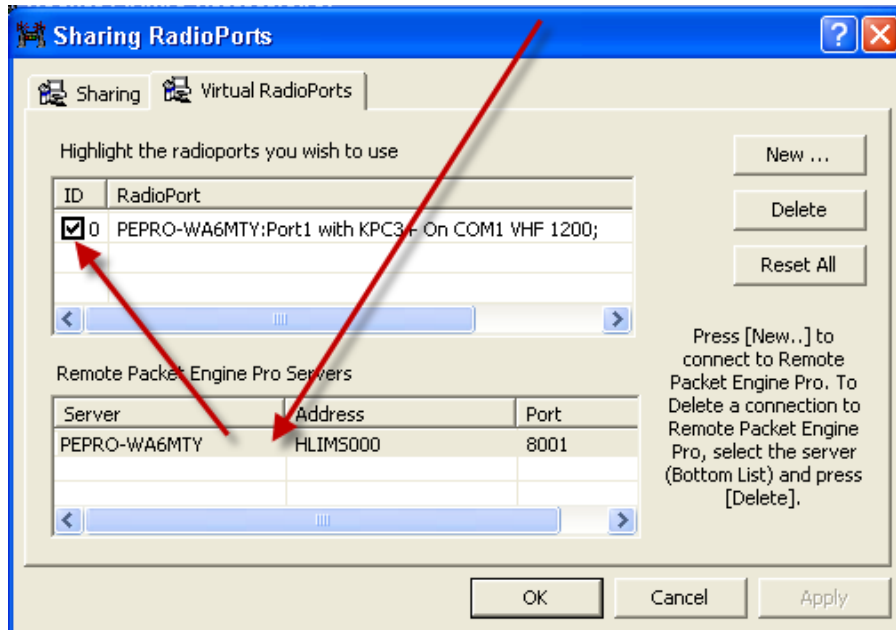 Sharing RadioPorts
Sharing
Virtual RadioPorts
Highlight the radioports you wish to use
ID RadioPort
0 PEPRO-WA6MTY:Port1 with KPC3+ On COM1 VHF 1200;
New ...
Delete
Reset All
Press [New..] to
connect to Remote
Packet Engine Pro. To
Delete a connection to
Remote Packet Engine
Pro, select the server
(Bottom List) and press
[Delete].
Remote Packet Engine Pro Servers
Server Address Port
PEPRO-WA6MTY HLIMS000 8001
OK
Cancel
Apply